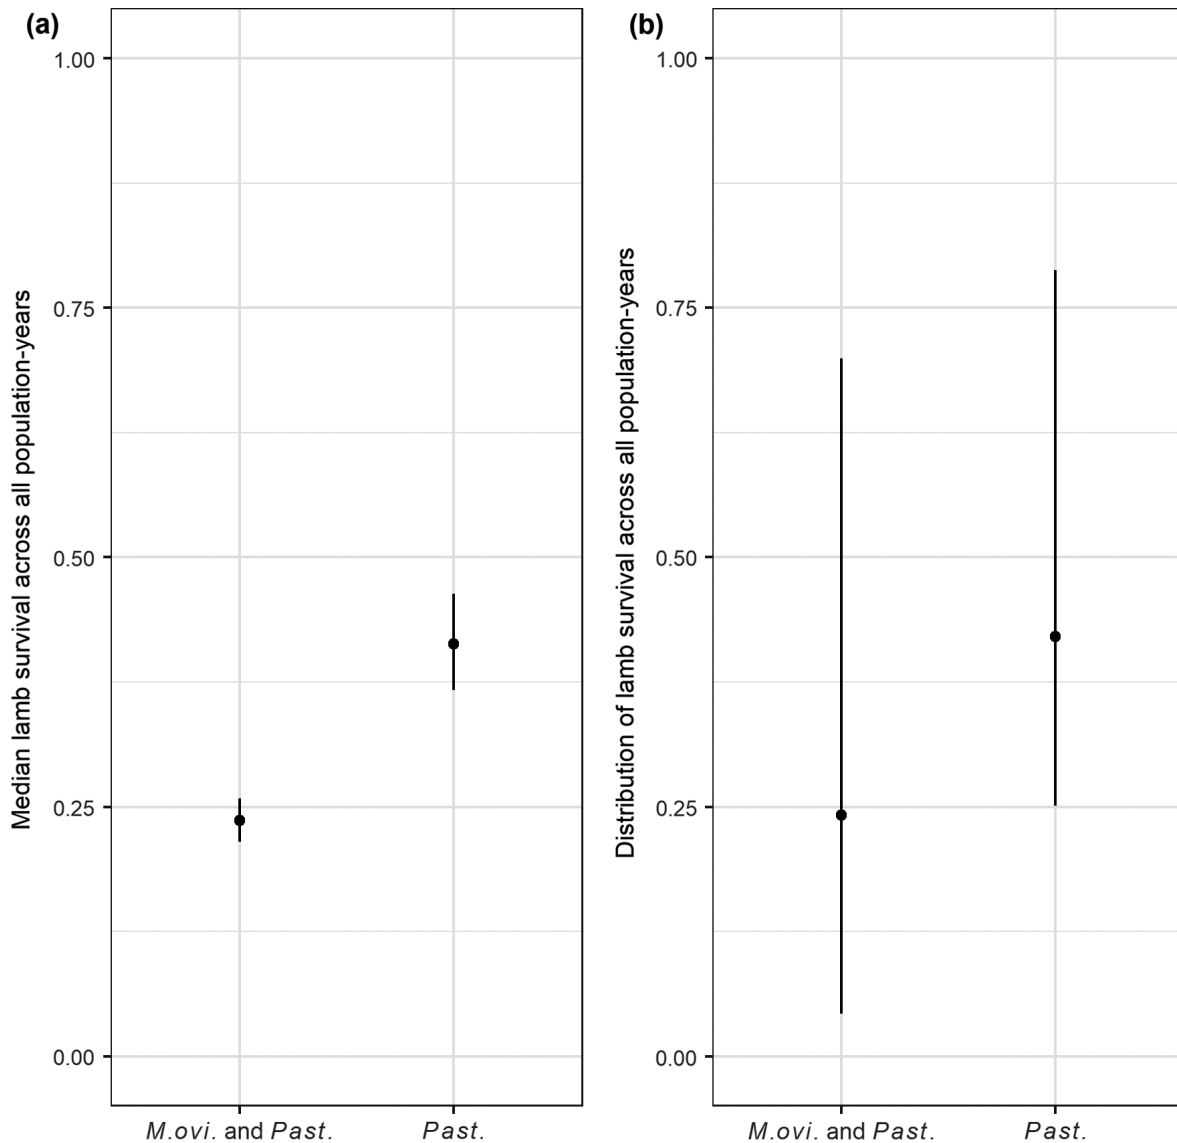 (a)
Median lamb survival across all population-years
1.00
0.75
0.50
0.25
0.00
M.ovi. and Past.
Past.
(b)
Distribution of lamb survival across all population-years
1.00
0.75
0.50
0.25
0.00
M.ovi. and Past.
Past.